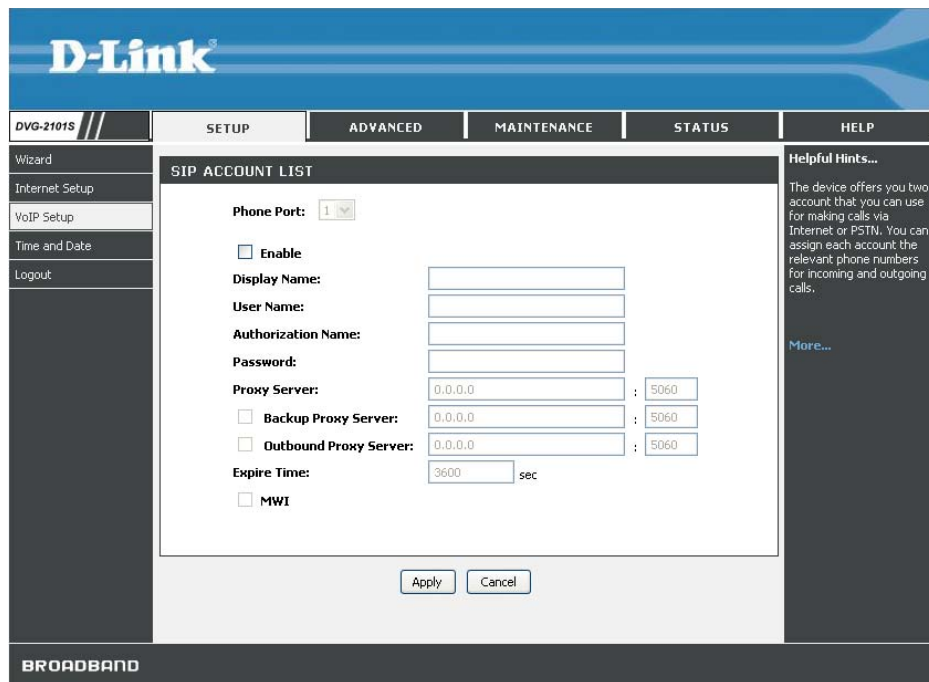 D-Link
DVG-2101S
SETUP
ADVANCED
MAINTENANCE
STATUS
HELP
Wizard
Internet Setup
VoIP Setup
Time and Date
Logout
SIP ACCOUNT LIST
Phone Port: 1
Enable
Display Name:
User Name:
Authorization Name:
Password:
Proxy Server: 0.0.0.0 : 5060
Backup Proxy Server: 0.0.0.0 : 5060
Outbound Proxy Server: 0.0.0.0 : 5060
Expire Time: 3600 sec
MWI
Apply
Cancel
Helpful Hints...
The device offers you two
account that you can use
for making calls via
Internet or PSTN. You can
assign each account the
relevant phone numbers
for incoming and outgoing
calls.
More...
BROADBAND